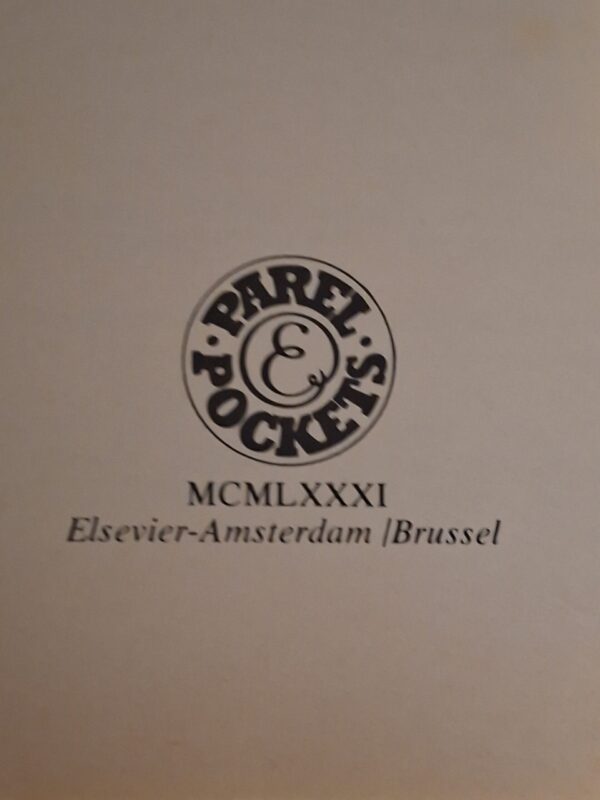 · PAREL ·
POCKETS
E
MCMLXXXI
Elsevier-Amsterdam |Brussel